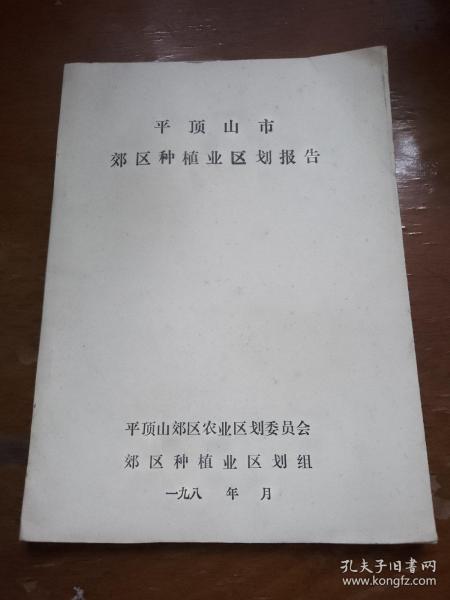 平顶山市
郊区种植业区划报告
平顶山郊区农业区划委员会
郊区种植业区划组
一九八 年 月
孔夫子旧书网
www.kongfz.com